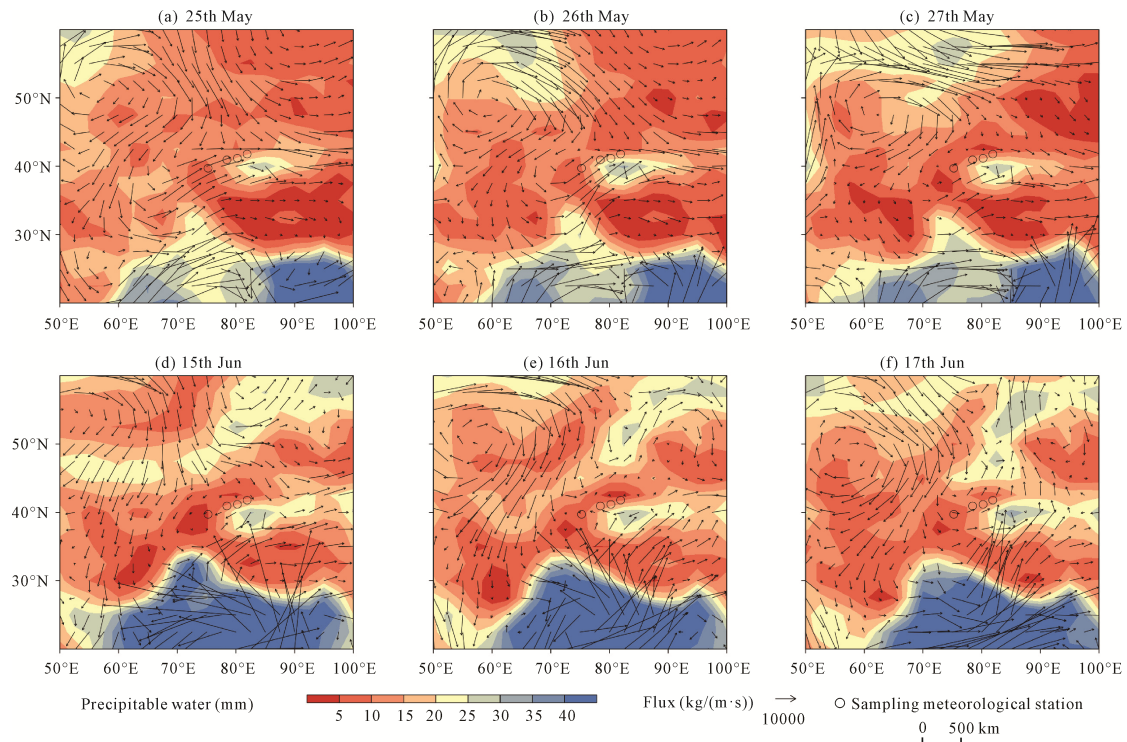 (a) 25th May (b) 26th May (c) 27th May
50°N
40°N
30°N
50°E 60°E 70°E 80°E 90°E 100°E 50°E 60°E 70°E 80°E 90°E 100°E 50°E 60°E 70°E 80°E 90°E 100°E
(d) 15th Jun (e) 16th Jun (f) 17th Jun
50°N
40°N
30°N
50°E 60°E 70°E 80°E 90°E 100°E 50°E 60°E 70°E 80°E 90°E 100°E 50°E 60°E 70°E 80°E 90°E 100°E
Precipitable water (mm) Flux (kg/(m·s)) Sampling meteorological station
5 10 15 20 25 30 35 40 10000 0 500 km